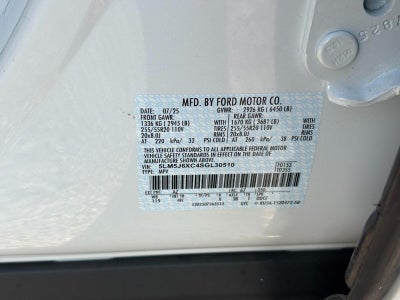 MFD. BY FORD MOTOR CO.
DATE: 07/25 GVWR: 2926 KG ( 6450 LB)
FRONT GAWR: REAR GAWR:
1336 KG ( 2945 LB) 1670 KG ( 3681 LB)
255/55R20 110V 255/55R20 110V
20x8.0J RIMS 20x8.0J
AT 220 kPa/ 32 PSI COLD AT 260 kPa/ 38 PSI COLD
THIS VEHICLE CONFORMS TO ALL APPLICABLE FEDERAL MOTOR
VEHICLE SAFETY STANDARDS IN EFFECT ON THE DATE OF
MANUFACTURE SHOWN ABOVE.
VIN: 5LM5J6XC4SGL30510
TYPE: MPV
119